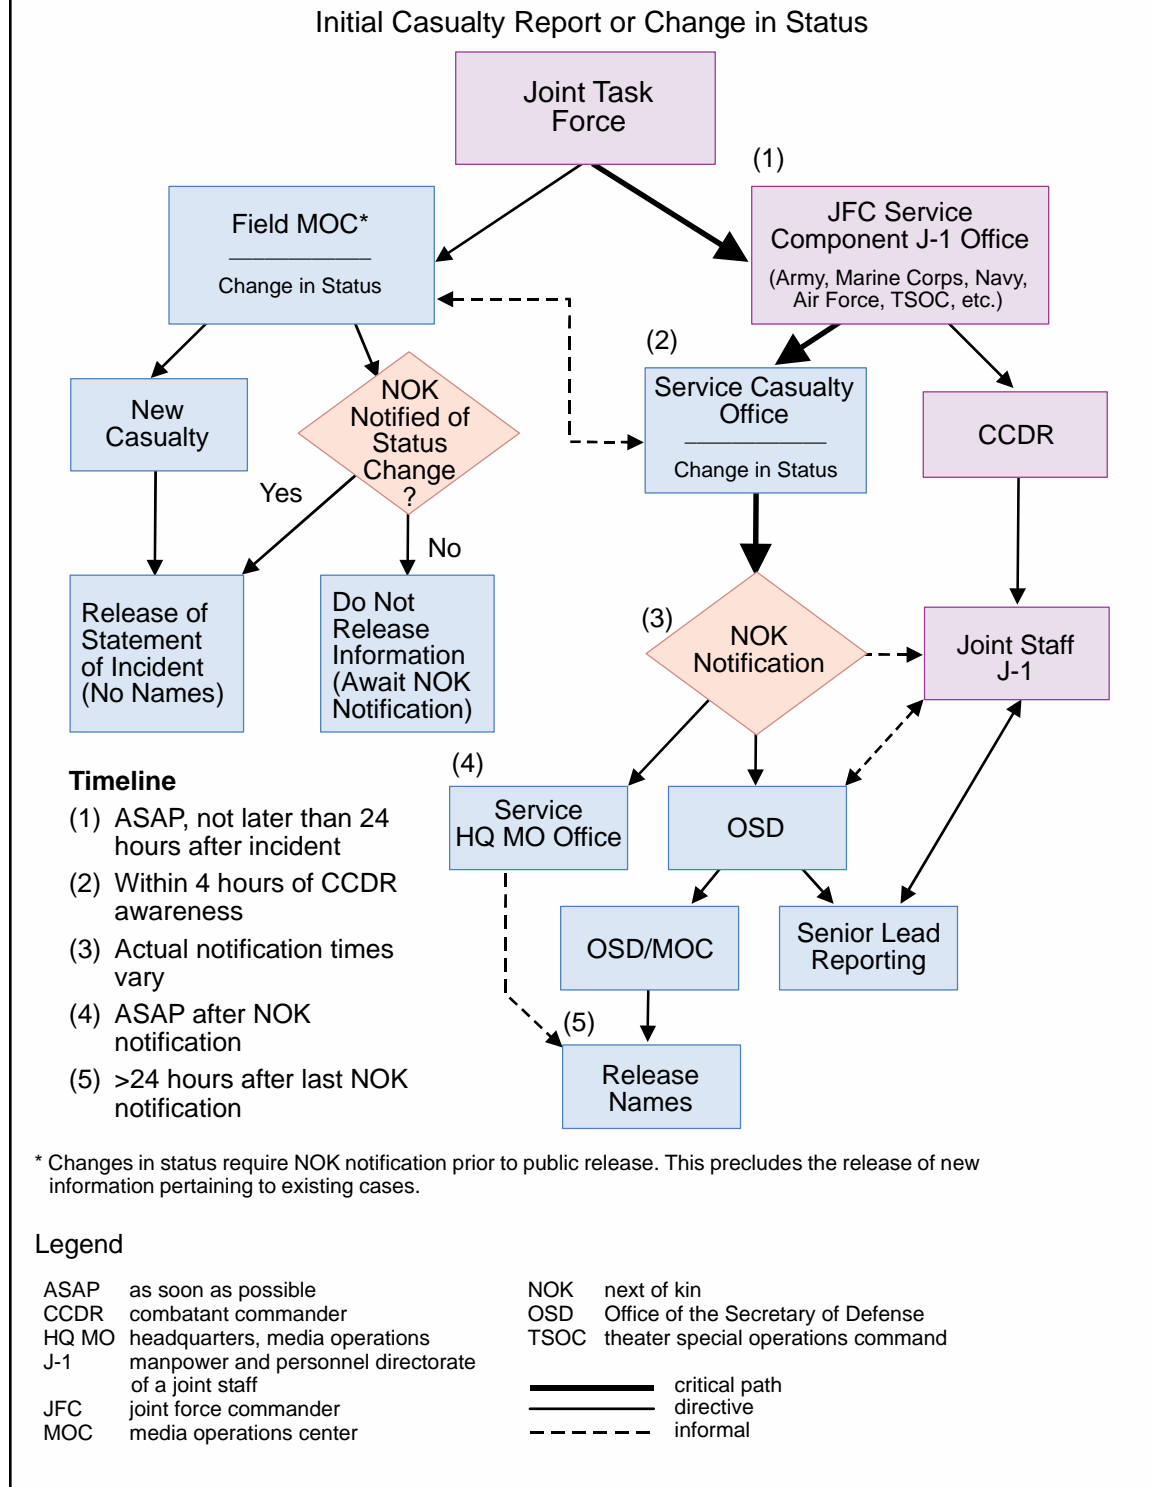 Initial Casualty Report or Change in Status
Joint Task
Force
(1)
Field MOC*
Change in Status
JFC Service
Component J-1 Office
(Army, Marine Corps, Navy,
Air Force, TSOC, etc.)
(2)
New
Casualty
NOK
Notified of
Status
Change
?
Service Casualty
Office
Change in Status
CCDR
Yes
No
Release of
Statement
of Incident
(No Names)
Do Not
Release
Information
(Await NOK
Notification)
(3)
NOK
Notification
Joint Staff
J-1
(4)
Service
HQ MO Office
OSD
OSD/MOC
Senior Lead
Reporting
(5)
Release
Names
Timeline
(1) ASAP, not later than 24
hours after incident
(2) Within 4 hours of CCDR
awareness
(3) Actual notification times
vary
(4) ASAP after NOK
notification
(5) >24 hours after last NOK
notification
* Changes in status require NOK notification prior to public release. This precludes the release of new
information pertaining to existing cases.
Legend
ASAP as soon as possible
CCDR combatant commander
HQ MO headquarters, media operations
J-1 manpower and personnel directorate
of a joint staff
JFC joint force commander
MOC media operations center
NOK next of kin
OSD Office of the Secretary of Defense
TSOC theater special operations command
critical path
directive
informal